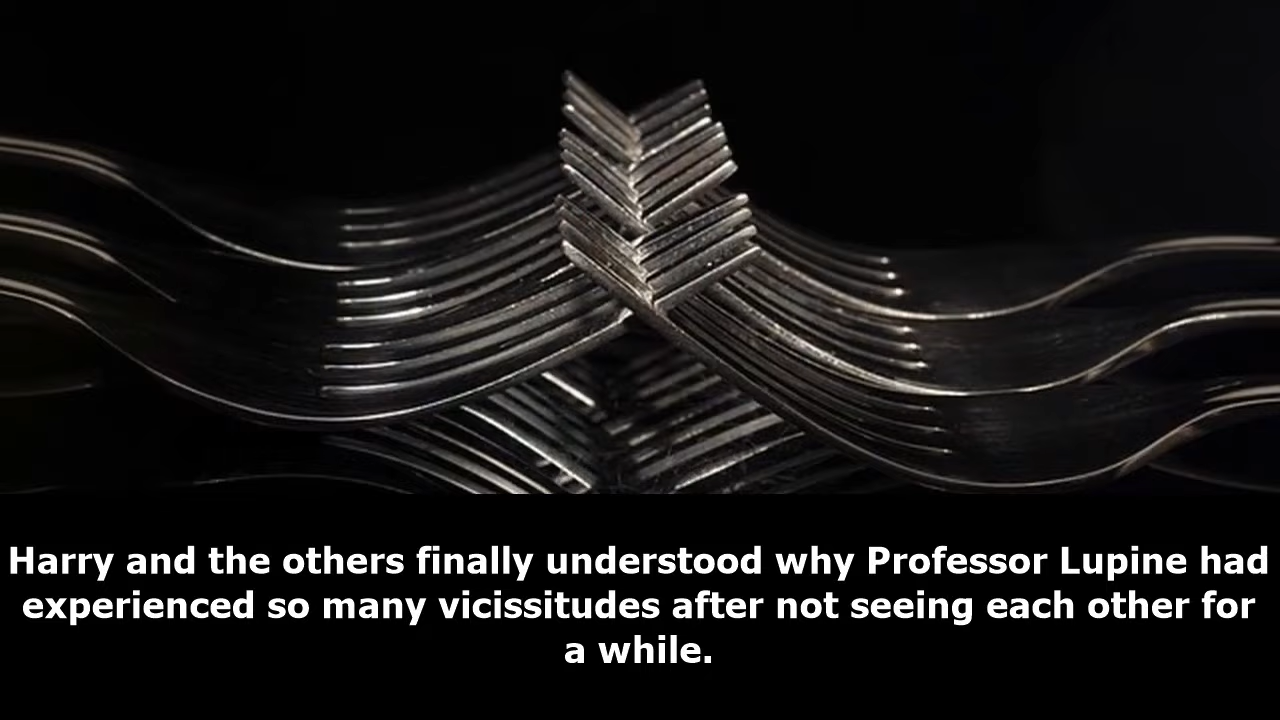 Harry and the others finally understood why Professor Lupine had
experienced so many vicissitudes after not seeing each other for
a while.